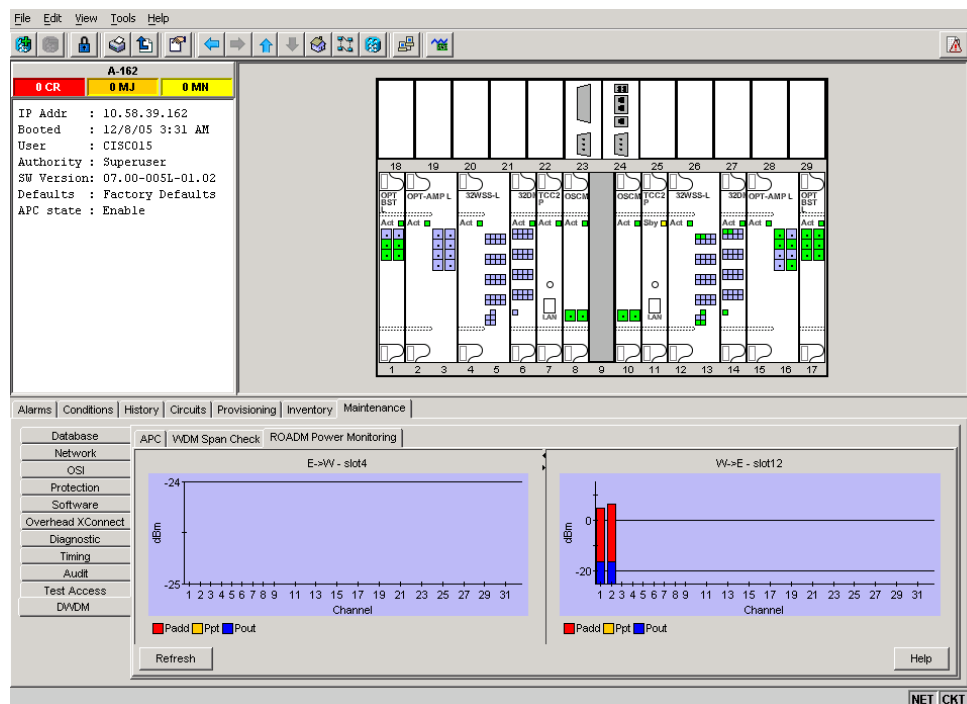 File Edit View Tools Help
A-162
0 CR 0 MJ 0 MN
IP Addr : 10.58.39.162
Booted : 12/8/05 3:31 AM
User : CISCO15
Authority : Superuser
SW Version: 07.00-005L-01.02
Defaults : Factory Defaults
APC state : Enable
18 19 20 21 22 23 24 25 26 27 28 29
OPT BST L OPT-AMP L 32WSS-L 32D TCC2 P OSCM OSCM TCC2 P 32WSS-L 32D OPT-AMP L OPT BST L
Act Act Act Act Act Act Act Sby Act Act Act Act
LAN LAN
1 2 3 4 5 6 7 8 9 10 11 12 13 14 15 16 17
Alarms Conditions History Circuits Provisioning Inventory Maintenance
Database
Network
OSI
Protection
Software
Overhead XConnect
Diagnostic
Timing
Audit
Test Access
DWDM
APC WDM Span Check ROADM Power Monitoring
E->W - slot4
-24
dBm
-25
1 2 3 4 5 6 7 8 9 11 13 15 17 19 21 23 25 27 29 31
Channel
Padd Ppt Pout
W->E - slot12
0
dBm
-20
1 2 3 4 5 6 7 8 9 11 13 15 17 19 21 23 25 27 29 31
Channel
Padd Ppt Pout
Refresh Help
NET CKT